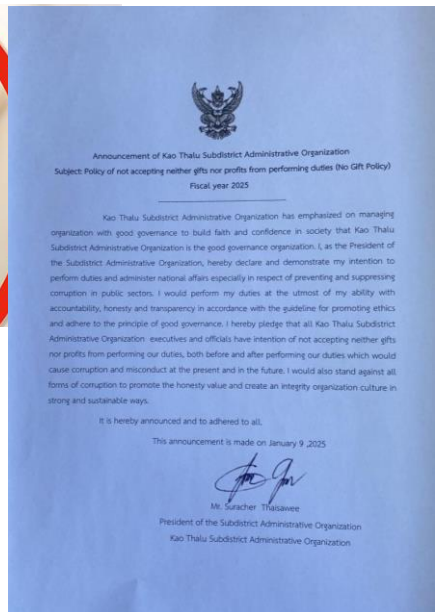 Announcement of Kao Thalu Subdistrict Administrative Organization
Subject: Policy of not accepting neither gifts nor profits from performing duties (No Gift Policy)
Fiscal year 2025
Kao Thalu Subdistrict Administrative Organization has emphasized on managing
organization with good governance to build faith and confidence in society that Kao Thalu
Subdistrict Administrative Organization is the good governance organization. I, as the President of
the Subdistrict Administrative Organization, hereby declare and demonstrate my intention to
perform duties and administer national affairs especially in respect of preventing and suppressing
corruption in public sectors. I would perform my duties at the utmost of my ability with
accountability, honesty and transparency in accordance with the guideline for promoting ethics
and adhere to the principle of good governance. I hereby pledge that all Kao Thalu Subdistrict
Administrative Organization executives and officials have intention of not accepting neither gifts
nor profits from performing our duties, both before and after performing our duties which would
cause corruption and misconduct at the present and in the future. I would also stand against all
forms of corruption to promote the honesty value and create an integrity organization culture in
strong and sustainable ways.
It is hereby announced and to adhered to all.
This announcement is made on January 9 ,2025
Mr. Suracher Thaisawee
President of the Subdistrict Administrative Organization
Kao Thalu Subdistrict Administrative Organization